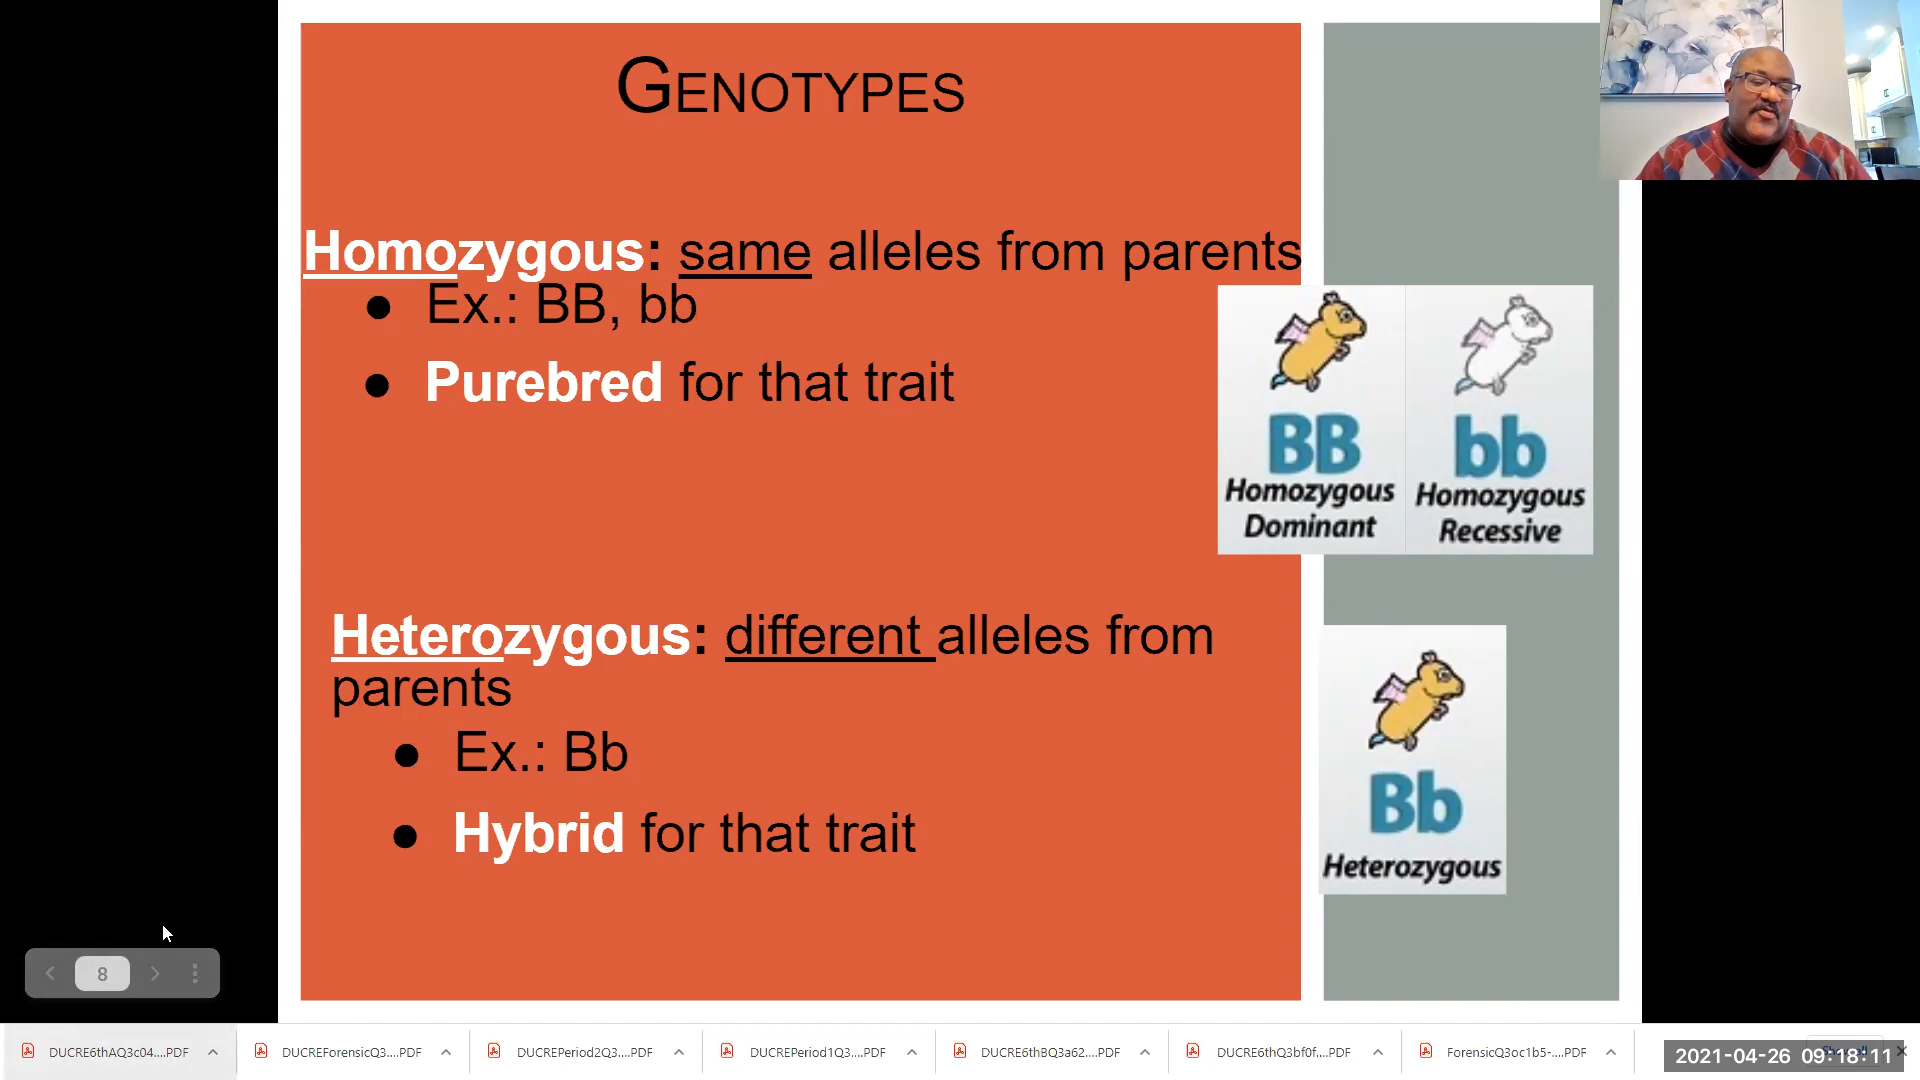 GENOTYPES
Homozygous: same alleles from parents
● Ex.: BB, bb
● Purebred for that trait
BB
Homozygous
Dominant
bb
Homozygous
Recessive
Heterozygous: different alleles from
parents
● Ex.: Bb
● Hybrid for that trait
Bb
Heterozygous
8
DUCRE6thAQ3c04....PDF
DUCREForensicQ3....PDF
DUCREPeriod2Q3....PDF
DUCREPeriod1Q3....PDF
DUCRE6thBQ3a62....PDF
DUCRE6thQ3bf0f....PDF
ForensicQ3oc1b5-....PDF
2021-04-26 09:18:11